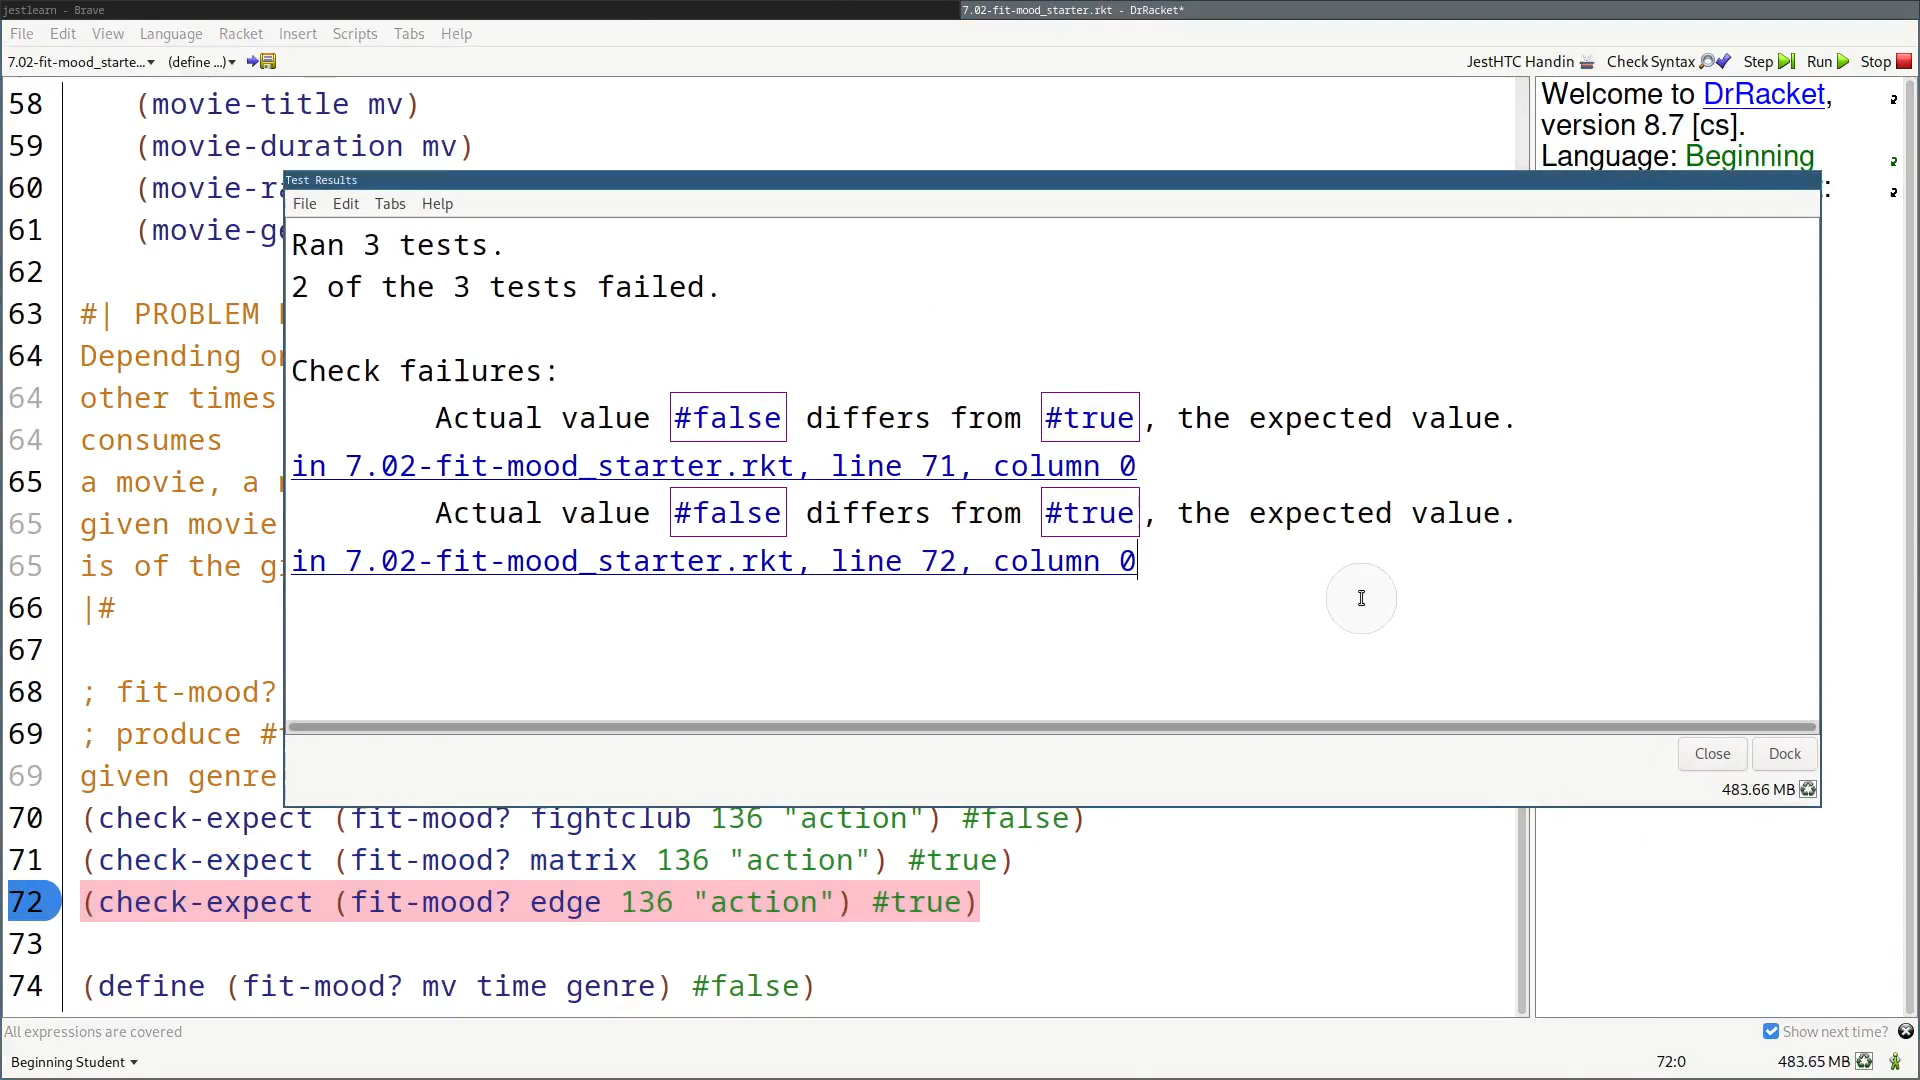 jestlearn - Brave
7.02-fit-mood_starter.rkt - DrRacket*
File Edit View Language Racket Insert Scripts Tabs Help
7.02-fit-mood_starte... (define ...) JestHTC Handin Check Syntax Step Run Stop
58 (movie-title mv)
59 (movie-duration mv)
60 (movie-ra
61 (movie-ge
62
63 #| PROBLEM
64 Depending on
64 other times
64 consumes
65 a movie, a
65 given movie
65 is of the g
66 |#
67
68 ; fit-mood?
69 ; produce #
69 given genre
70 (check-expect (fit-mood? fightclub 136 "action") #false)
71 (check-expect (fit-mood? matrix 136 "action") #true)
72 (check-expect (fit-mood? edge 136 "action") #true)
73
74 (define (fit-mood? mv time genre) #false)
Welcome to DrRacket,
version 8.7 [cs].
Language: Beginning
:
Test Results
File Edit Tabs Help
Ran 3 tests.
2 of the 3 tests failed.
Check failures:
Actual value #false differs from #true, the expected value.
in 7.02-fit-mood_starter.rkt, line 71, column 0
Actual value #false differs from #true, the expected value.
in 7.02-fit-mood_starter.rkt, line 72, column 0
Close Dock
483.66 MB
All expressions are covered
Show next time?
Beginning Student
72:0 483.65 MB